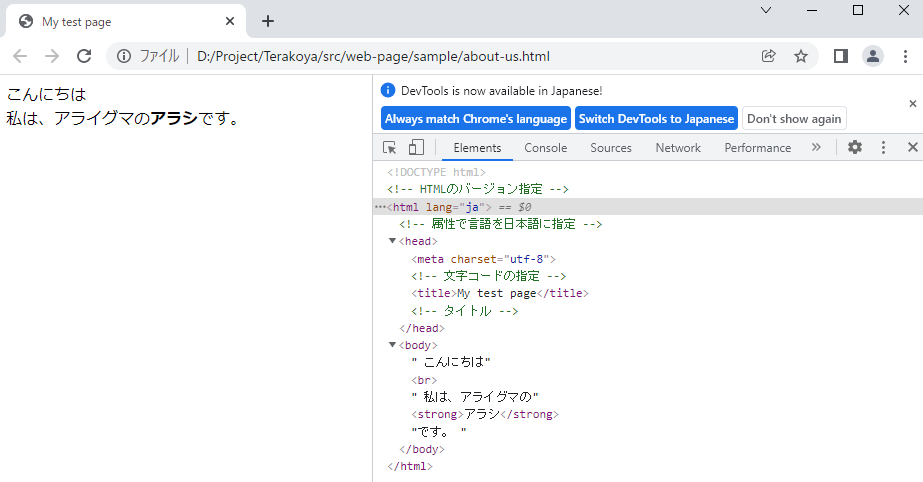 My test page
ファイル D:/Project/Terakoya/src/web-page/sample/about-us.html
こんにちは
私は、アライグマのアラシです。
DevTools is now available in Japanese!
Always match Chrome's language Switch DevTools to Japanese Don't show again
Elements Console Sources Network Performance
<!DOCTYPE html>
<!-- HTMLのバージョン指定 -->
<html lang="ja"> == $0
<!-- 属性で言語を日本語に指定 -->
<head>
<meta charset="utf-8">
<!-- 文字コードの指定 -->
<title>My test page</title>
<!-- タイトル -->
</head>
<body>
" こんにちは"
<br>
" 私は、アライグマの"
<strong>アラシ</strong>
"です。 "
</body>
</html>